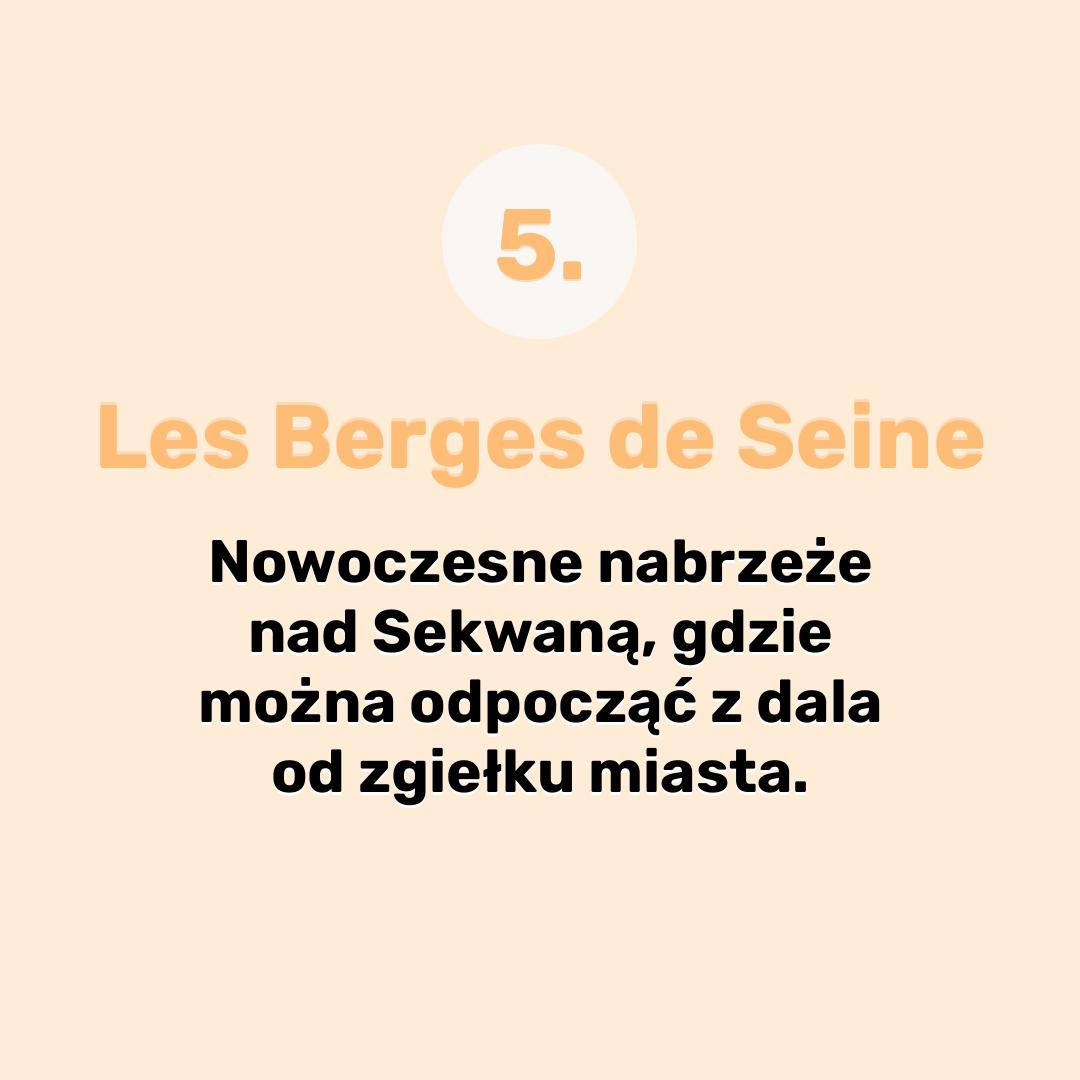 5.
Les Berges de Seine
Nowoczesne nabrzeże
nad Sekwaną, gdzie
można odpocząć z dala
od zgiełku miasta.